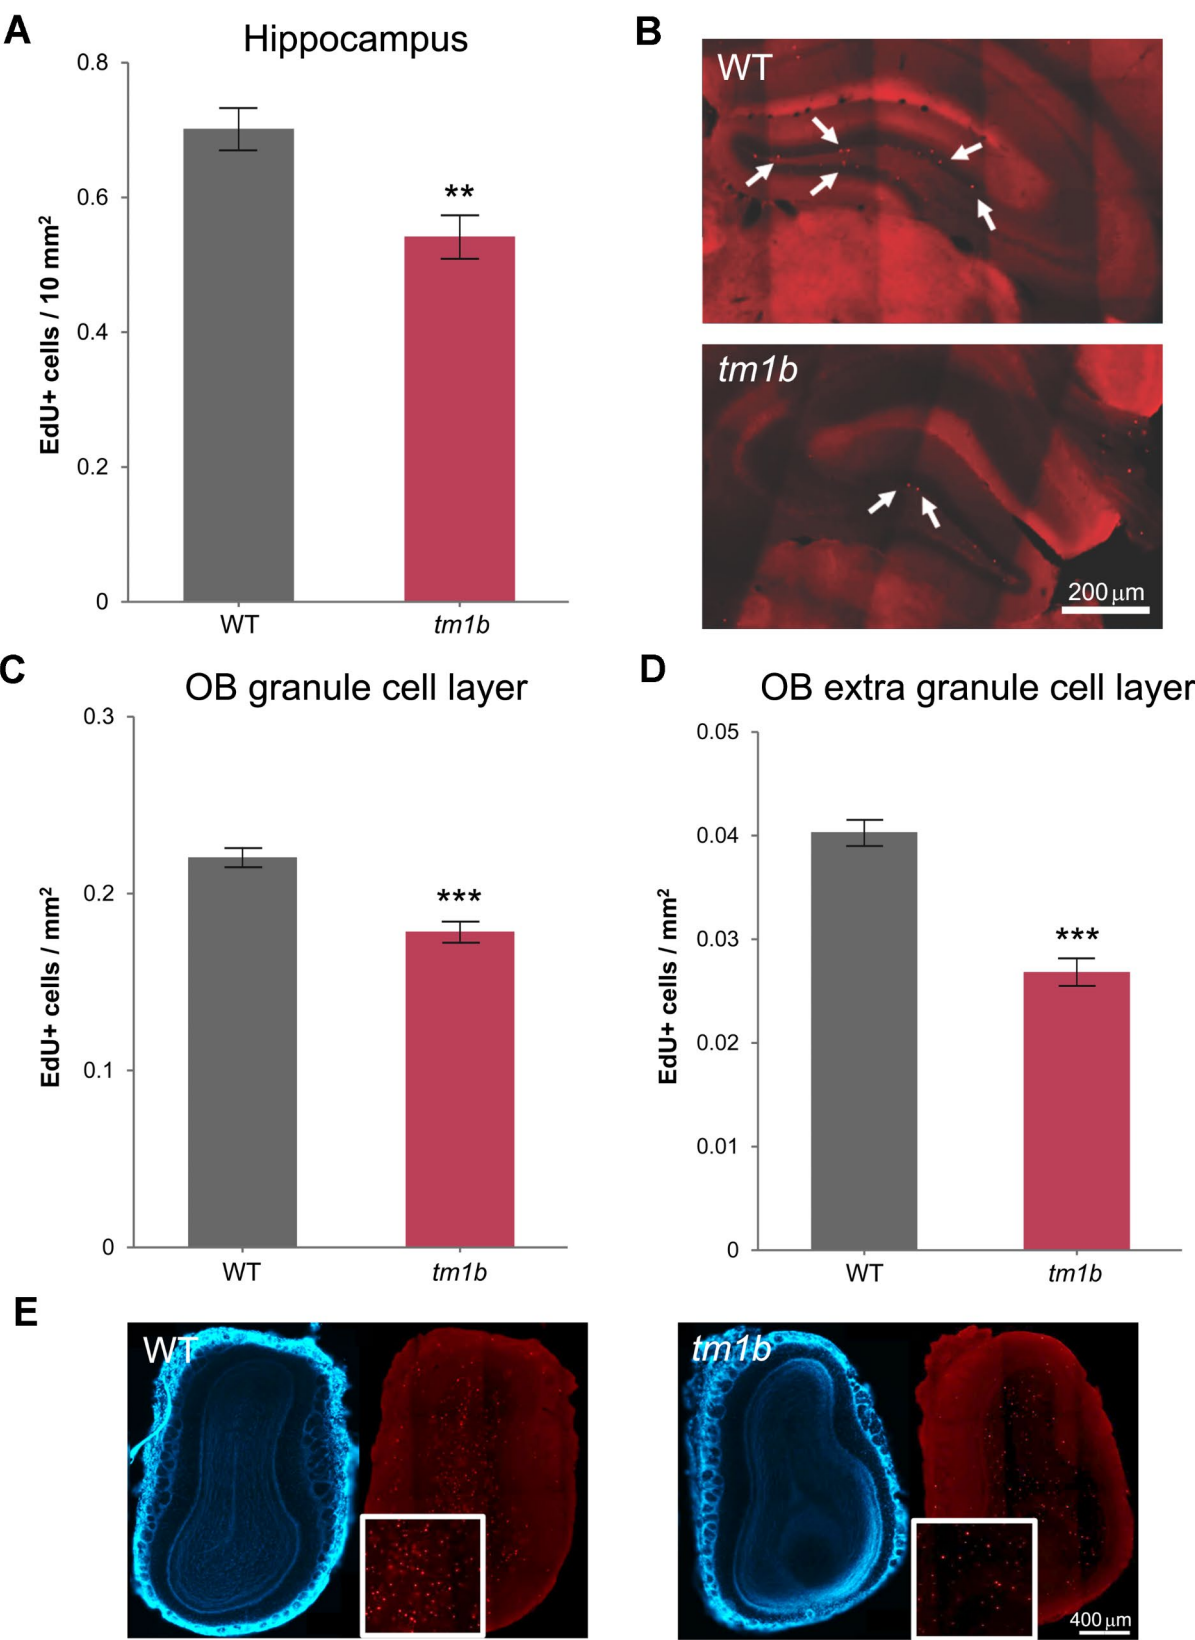 A
Hippocampus
0.8
0.6
0.4
0.2
0
EdU+ cells / 10 mm²
**
WT
tm1b
B
WT
tm1b
200 µm
C
OB granule cell layer
0.3
0.2
0.1
0
EdU+ cells / mm²
***
WT
tm1b
D
OB extra granule cell layer
0.05
0.04
0.03
0.02
0.01
0
EdU+ cells / mm²
***
WT
tm1b
E
WT
tm1b
400 µm